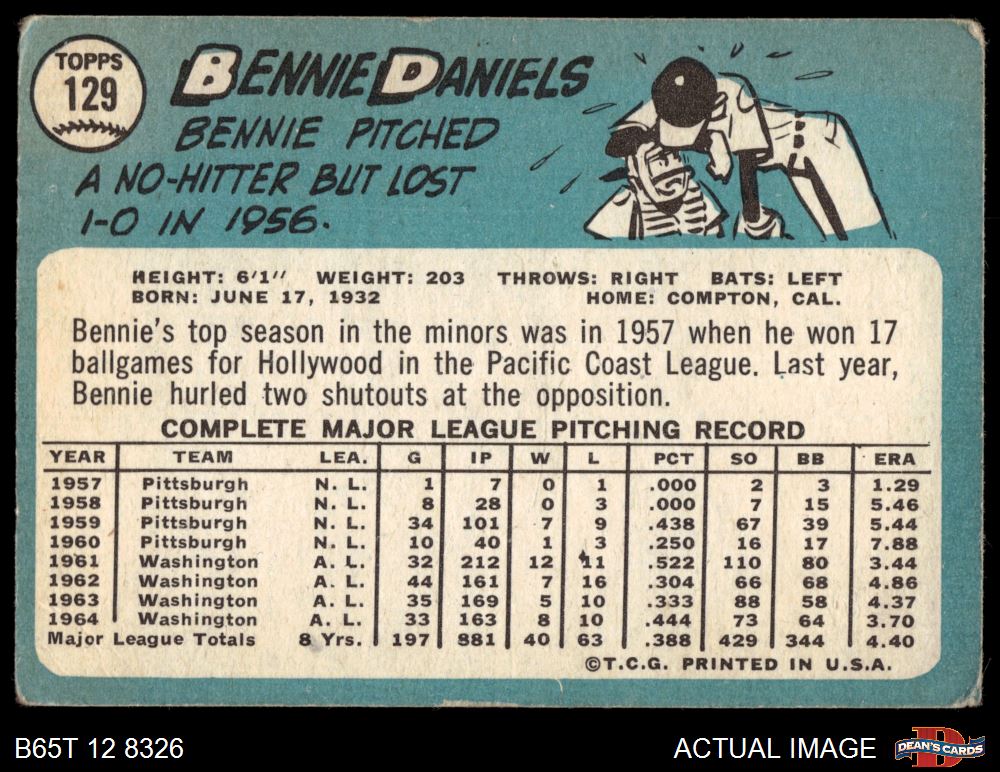 TOPPS
129
BENNIE DANIELS
BENNIE PITCHED
A NO-HITTER BUT LOST
1-0 IN 1956.
HEIGHT: 6'1" WEIGHT: 203 THROWS: RIGHT BATS: LEFT
BORN: JUNE 17, 1932 HOME: COMPTON, CAL.
Bennie's top season in the minors was in 1957 when he won 17
ballgames for Hollywood in the Pacific Coast League. Last year,
Bennie hurled two shutouts at the opposition.
COMPLETE MAJOR LEAGUE PITCHING RECORD
YEAR TEAM LEA. G IP W L PCT SO BB ERA
1957 Pittsburgh N. L. 1 7 0 1 .000 2 3 1.29
1958 Pittsburgh N. L. 8 28 0 3 .000 7 15 5.46
1959 Pittsburgh N. L. 34 101 7 9 .438 67 39 5.44
1960 Pittsburgh N. L. 10 40 1 3 .250 16 17 7.88
1961 Washington A. L. 32 212 12 11 .522 110 80 3.44
1962 Washington A. L. 44 161 7 16 .304 66 68 4.86
1963 Washington A. L. 35 169 5 10 .333 88 58 4.37
1964 Washington A. L. 33 163 8 10 .444 73 64 3.70
Major League Totals 8 Yrs. 197 881 40 63 .388 429 344 4.40
©T.C.G. PRINTED IN U.S.A.
B65T 12 8326
ACTUAL IMAGE
D
DEAN'S CARDS